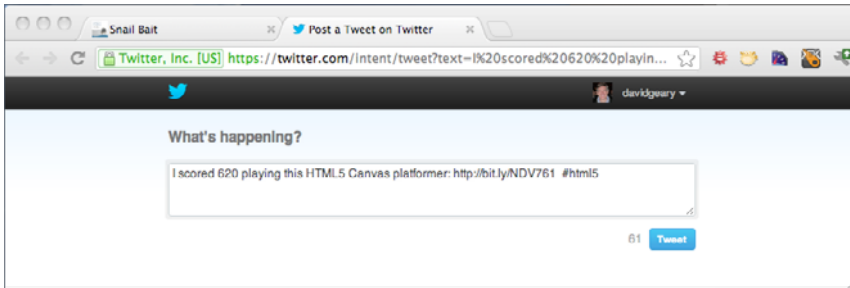 Snail Bait
Post a Tweet on Twitter
Twitter, Inc. [US] https://twitter.com/intent/tweet?text=I%20scored%20620%20playin...
davidgeary
What's happening?
I scored 620 playing this HTML5 Canvas platformer: http://bit.ly/NDV761 #html5
61 Tweet